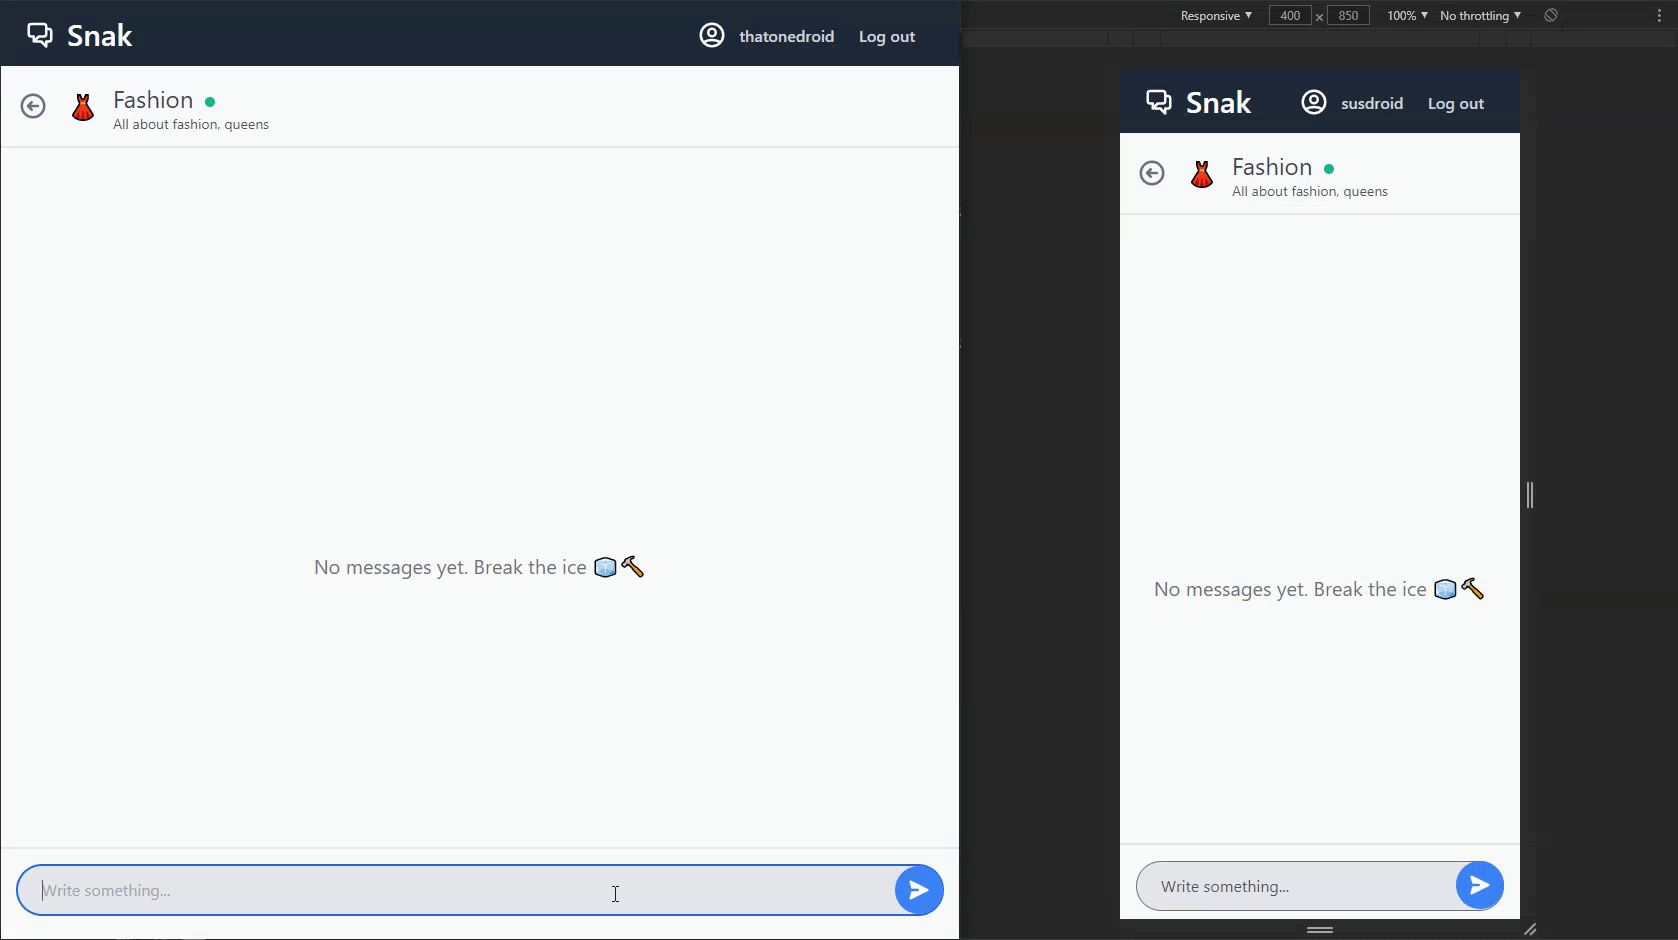 Snak
thatonedroid Log out
Fashion
All about fashion, queens
No messages yet. Break the ice
Write something...
Responsive 400 × 850 100% No throttling
Snak
susdroid Log out
Fashion
All about fashion, queens
No messages yet. Break the ice
Write something...